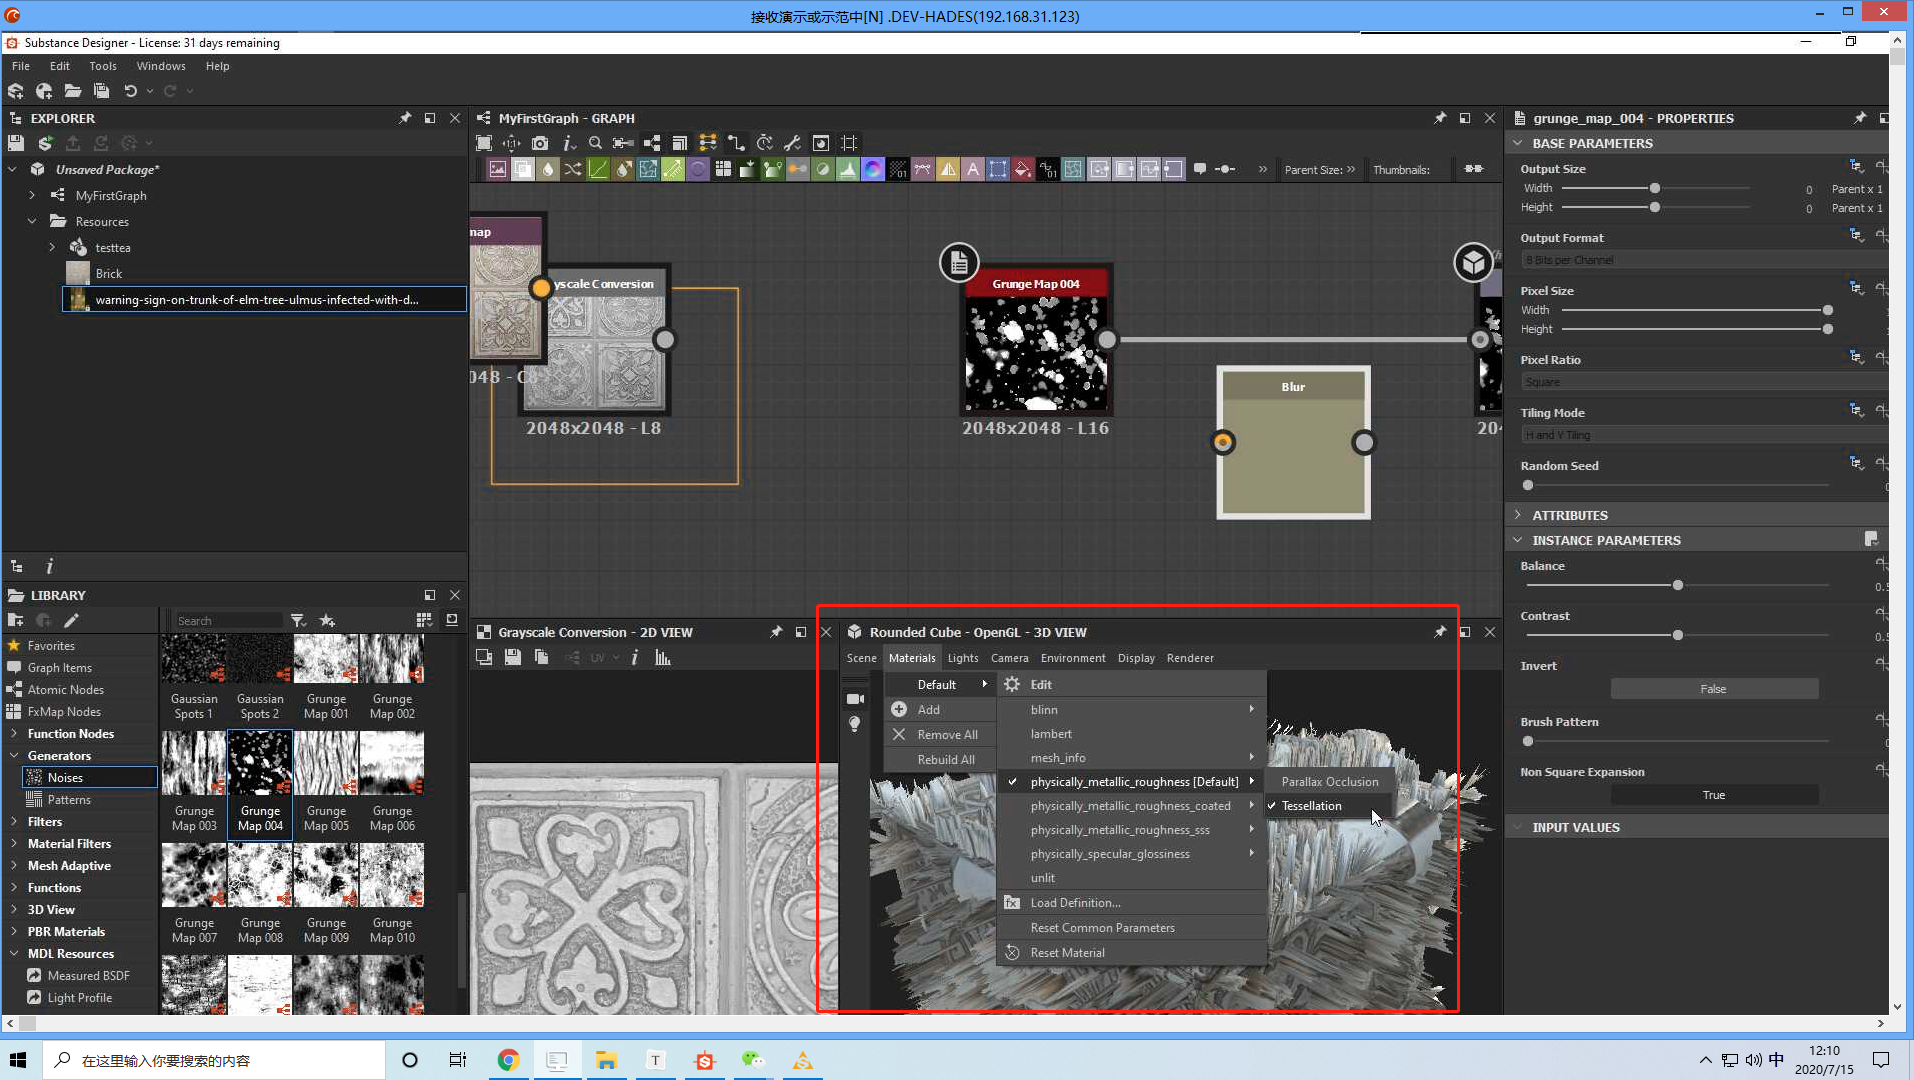 接收演示或示范中[N] .DEV-HADES(192.168.31.123)
Substance Designer - License: 31 days remaining
File Edit Tools Windows Help
EXPLORER
Unsaved Package*
MyFirstGraph
Resources
testtea
Brick
warning-sign-on-trunk-of-elm-tree-ulmus-infected-with-d...
MyFirstGraph - GRAPH
Parent Size: >> Thumbnails:
map
yscale Conversion
048 - C8
2048x2048 - L8
Grunge Map 004
2048x2048 - L16
Blur
20
grunge_map_004 - PROPERTIES
BASE PARAMETERS
Output Size
Width 0 Parent x 1
Height 0 Parent x 1
Output Format
8 Bits per Channel
Pixel Size
Width
Height
Pixel Ratio
Square
Tiling Mode
H and V Tiling
Random Seed
ATTRIBUTES
INSTANCE PARAMETERS
Balance
0.5
Contrast
0.5
Invert
False
Brush Pattern
Non Square Expansion
True
INPUT VALUES
LIBRARY
Search
Favorites
Graph Items
Atomic Nodes
FxMap Nodes
Function Nodes
Generators
Noises
Patterns
Filters
Material Filters
Mesh Adaptive
Functions
3D View
PBR Materials
MDL Resources
Measured BSDF
Light Profile
Gaussian Spots 1
Gaussian Spots 2
Grunge Map 001
Grunge Map 002
Grunge Map 003
Grunge Map 004
Grunge Map 005
Grunge Map 006
Grunge Map 007
Grunge Map 008
Grunge Map 009
Grunge Map 010
Grayscale Conversion - 2D VIEW
UV
Rounded Cube - OpenGL - 3D VIEW
Scene Materials Lights Camera Environment Display Renderer
Default
Add
Remove All
Rebuild All
Edit
blinn
lambert
mesh_info
physically_metallic_roughness [Default]
physically_metallic_roughness_coated
physically_metallic_roughness_sss
physically_specular_glossiness
unlit
Load Definition...
Reset Common Parameters
Reset Material
Parallax Occlusion
Tessellation
在这里输入你要搜索的内容
中
12:10
2020/7/15